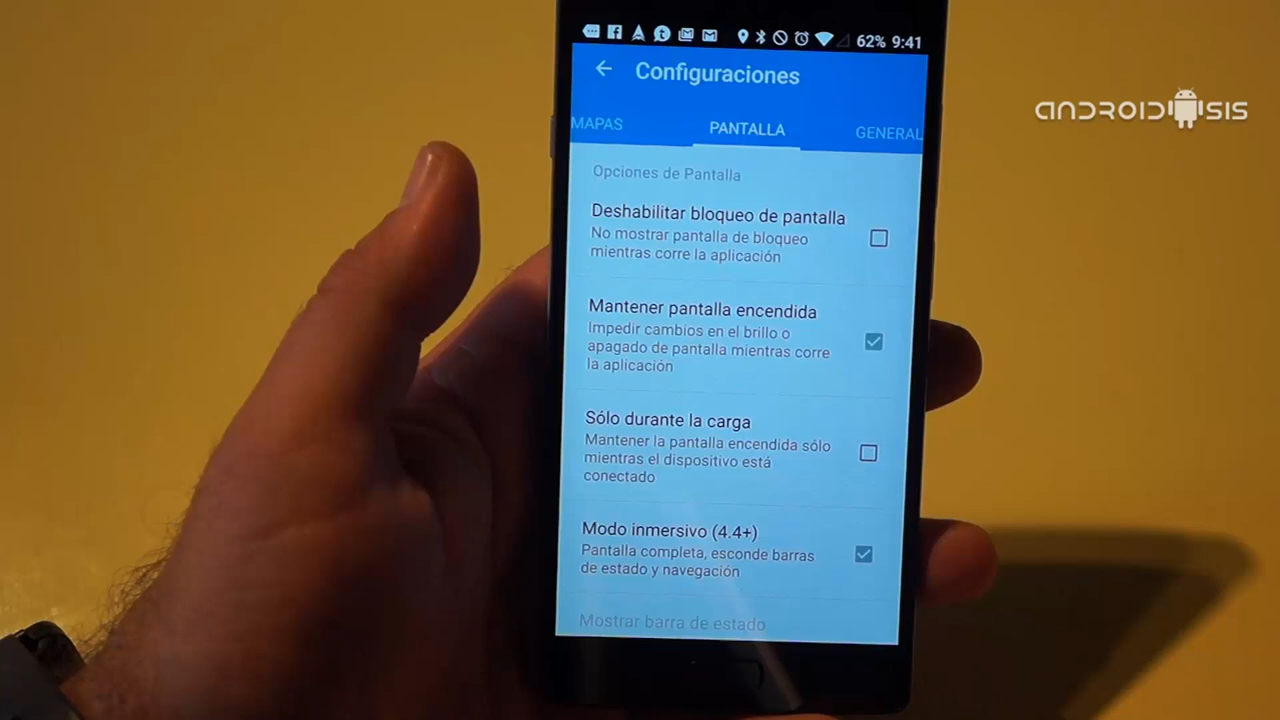 62% 9:41
Configuraciones
MAPAS PANTALLA GENERAL
ANDROIDSIS
Opciones de Pantalla
Deshabilitar bloqueo de pantalla
No mostrar pantalla de bloqueo
mientras corre la aplicación
Mantener pantalla encendida
Impedir cambios en el brillo o
apagado de pantalla mientras corre
la aplicación
Sólo durante la carga
Mantener la pantalla encendida sólo
mientras el dispositivo está
conectado
Modo inmersivo (4.4+)
Pantalla completa, esconde barras
de estado y navegación
Mostrar barra de estado